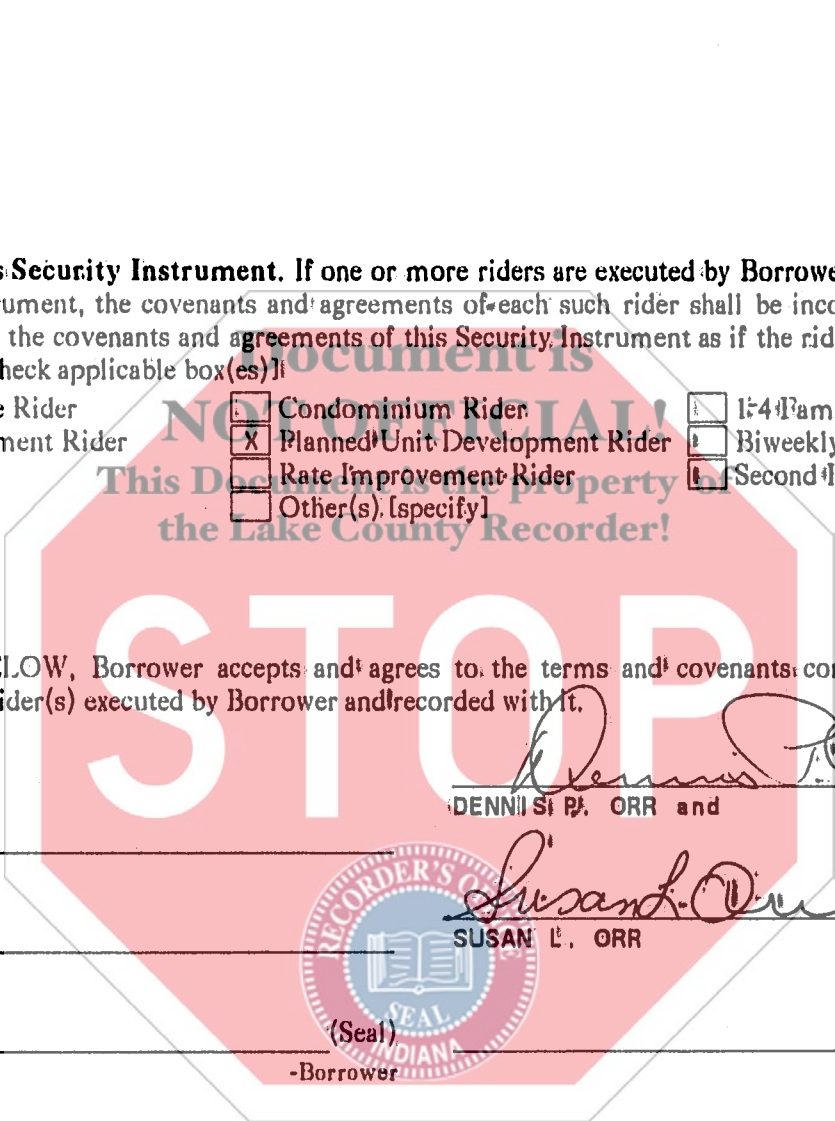 Security Instrument. If one or more riders are executed by Borrowe
ument, the covenants and agreements of each such rider shall be inco
the covenants and agreements of this Security Instrument as if the rid
heck applicable box(es)]
Document is
e Rider Condominium Rider 1-4 Fam
NOT OFFICIAL!
ment Rider X Planned Unit Development Rider Biweekly
Rate Improvement Rider Second
This Document is the property of
Other(s) [specify]
the Lake County Recorder!
STOP
LOW, Borrower accepts and agrees to the terms and covenants con
ider(s) executed by Borrower and recorded with it.
Dennis P.
DENNIS P. ORR and
Susan L. Orr
SUSAN L. ORR
RECORDER'S OFFICE
SEAL
INDIANA
(Seal)
-Borrower